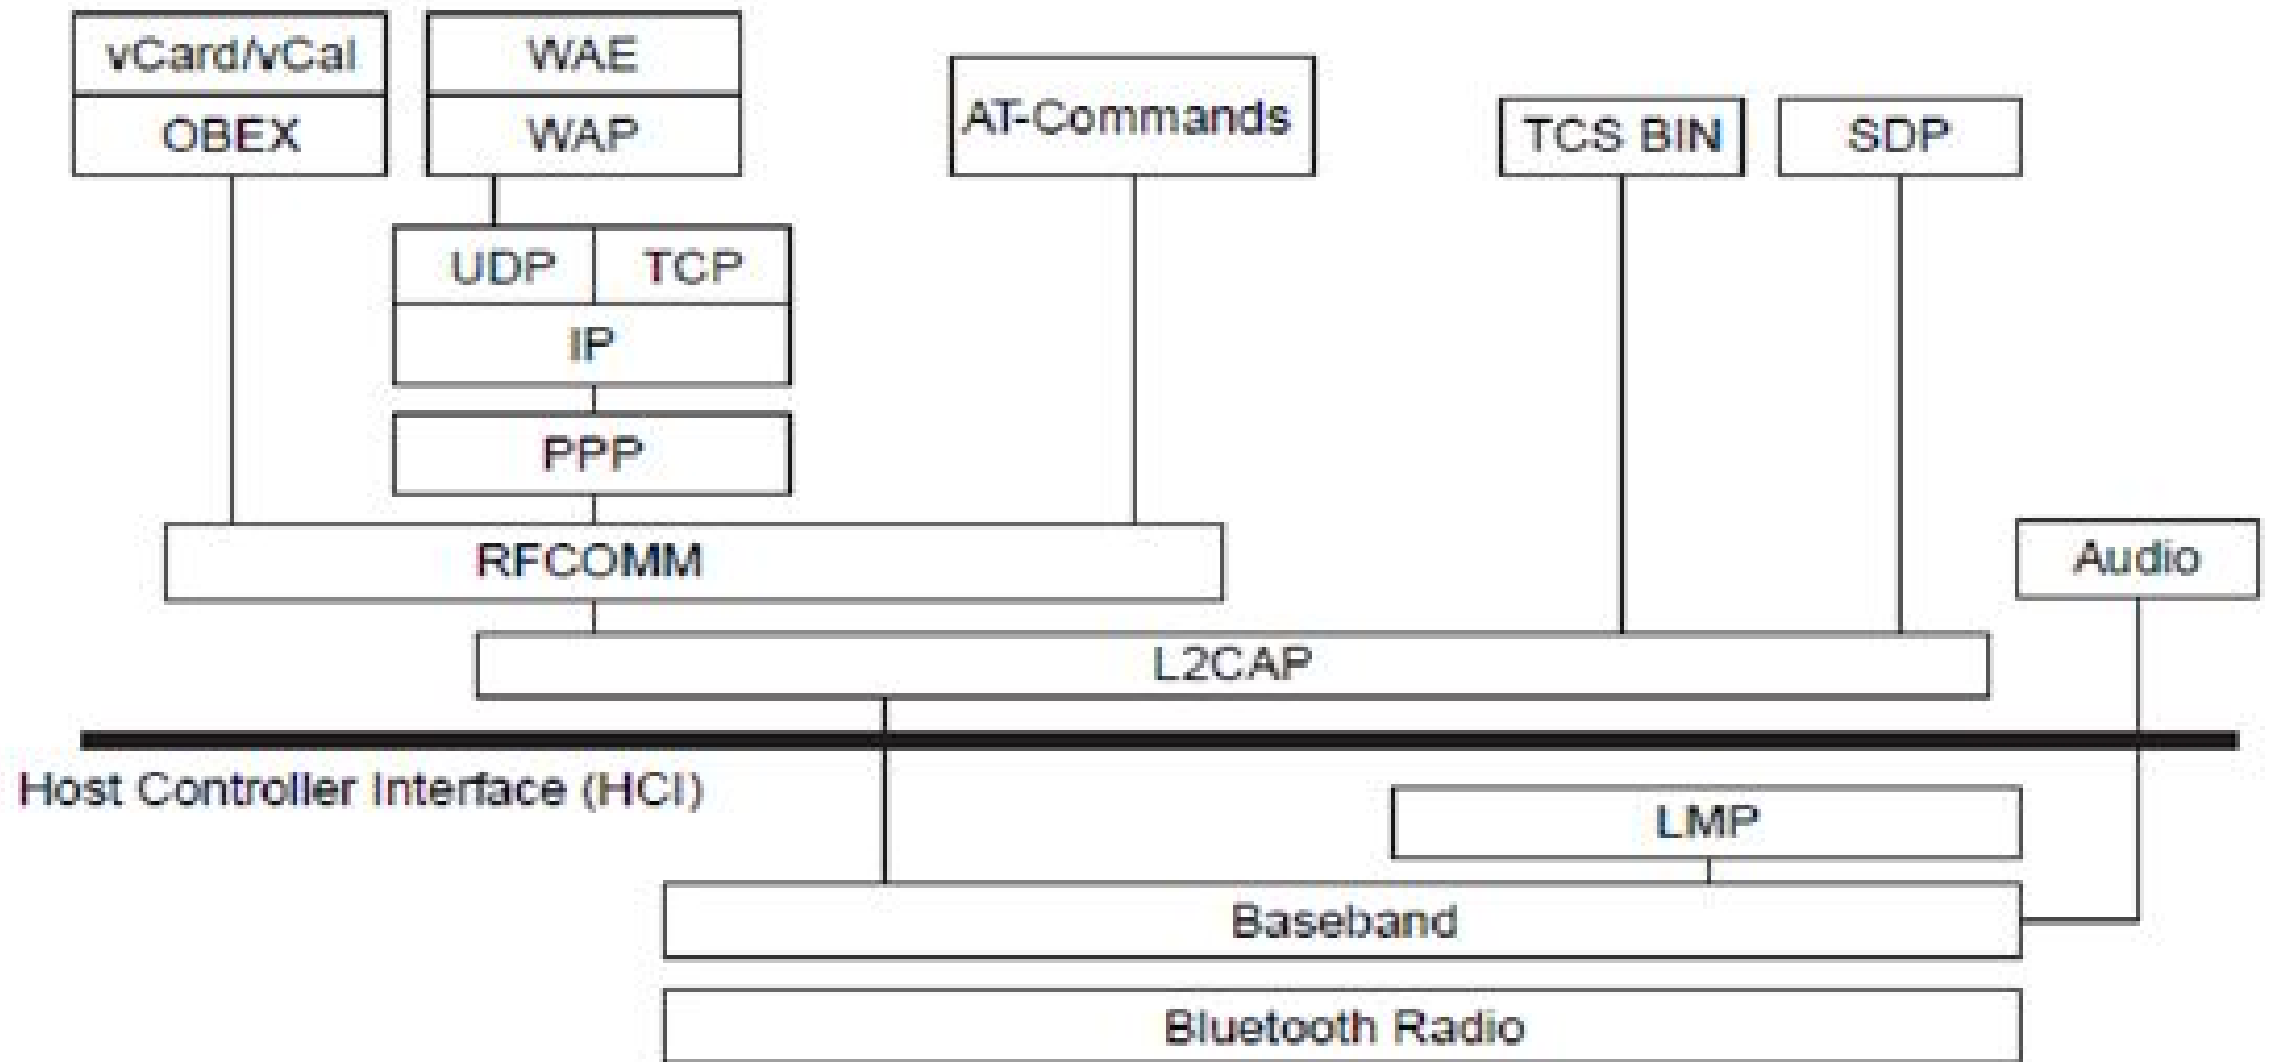 vCard/vCal
OBEX
WAE
WAP
AT-Commands
TCS BIN
SDP
UDP
TCP
IP
PPP
RFCOMM
Audio
L2CAP
Host Controller Interface (HCI)
LMP
Baseband
Bluetooth Radio